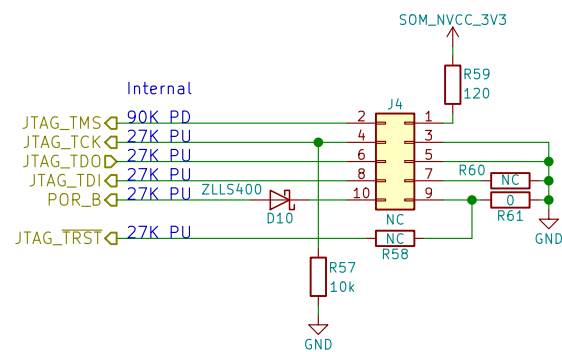 SOM_NVCC_3V3
R59
120
Internal
J4
JTAG_TMS 90K PD 2 1
JTAG_TCK 27K PU 4 3
JTAG_TDO 27K PU 6 5
JTAG_TDI 27K PU 8 7 R60 NC
POR_B 27K PU ZLLS400 D10 10 9 0 R61
NC
JTAG_TRST 27K PU NC R58
GND
R57
10k
GND